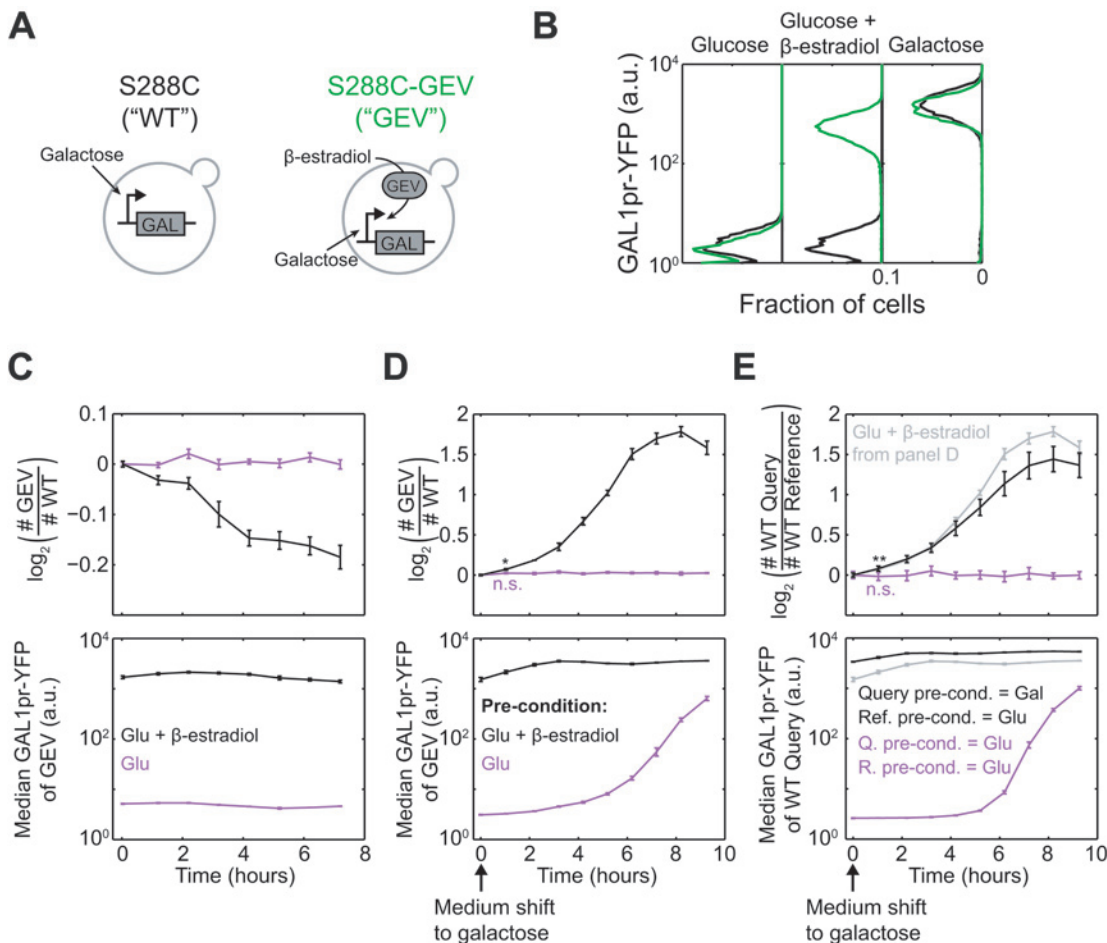 A
S288C
("WT")
Galactose
GAL
S288C-GEV
("GEV")
β-estradiol
GEV
GAL
Galactose
B
Glucose
Glucose +
β-estradiol
Galactose
GAL1pr-YFP (a.u.)
10⁴
10²
10⁰
0.1
0
Fraction of cells
C
log₂ (# GEV / # WT)
0.1
0
−0.1
−0.2
Median GAL1pr-YFP
of GEV (a.u.)
10⁴
10²
10⁰
Glu + β-estradiol
Glu
0 2 4 6 8
Time (hours)
D
log₂ (# GEV / # WT)
2
1.5
1
0.5
0
*
n.s.
Median GAL1pr-YFP
of GEV (a.u.)
10⁴
10²
10⁰
Pre-condition:
Glu + β-estradiol
Glu
0 2 4 6 8 10
Time (hours)
Medium shift
to galactose
E
log₂ (# WT Query / # WT Reference)
2
1.5
1
0.5
0
Glu + β-estradiol
from panel D
**
n.s.
Median GAL1pr-YFP
of WT Query (a.u.)
10⁴
10²
10⁰
Query pre-cond. = Gal
Ref. pre-cond. = Glu
Q. pre-cond. = Glu
R. pre-cond. = Glu
0 2 4 6 8 10
Time (hours)
Medium shift
to galactose